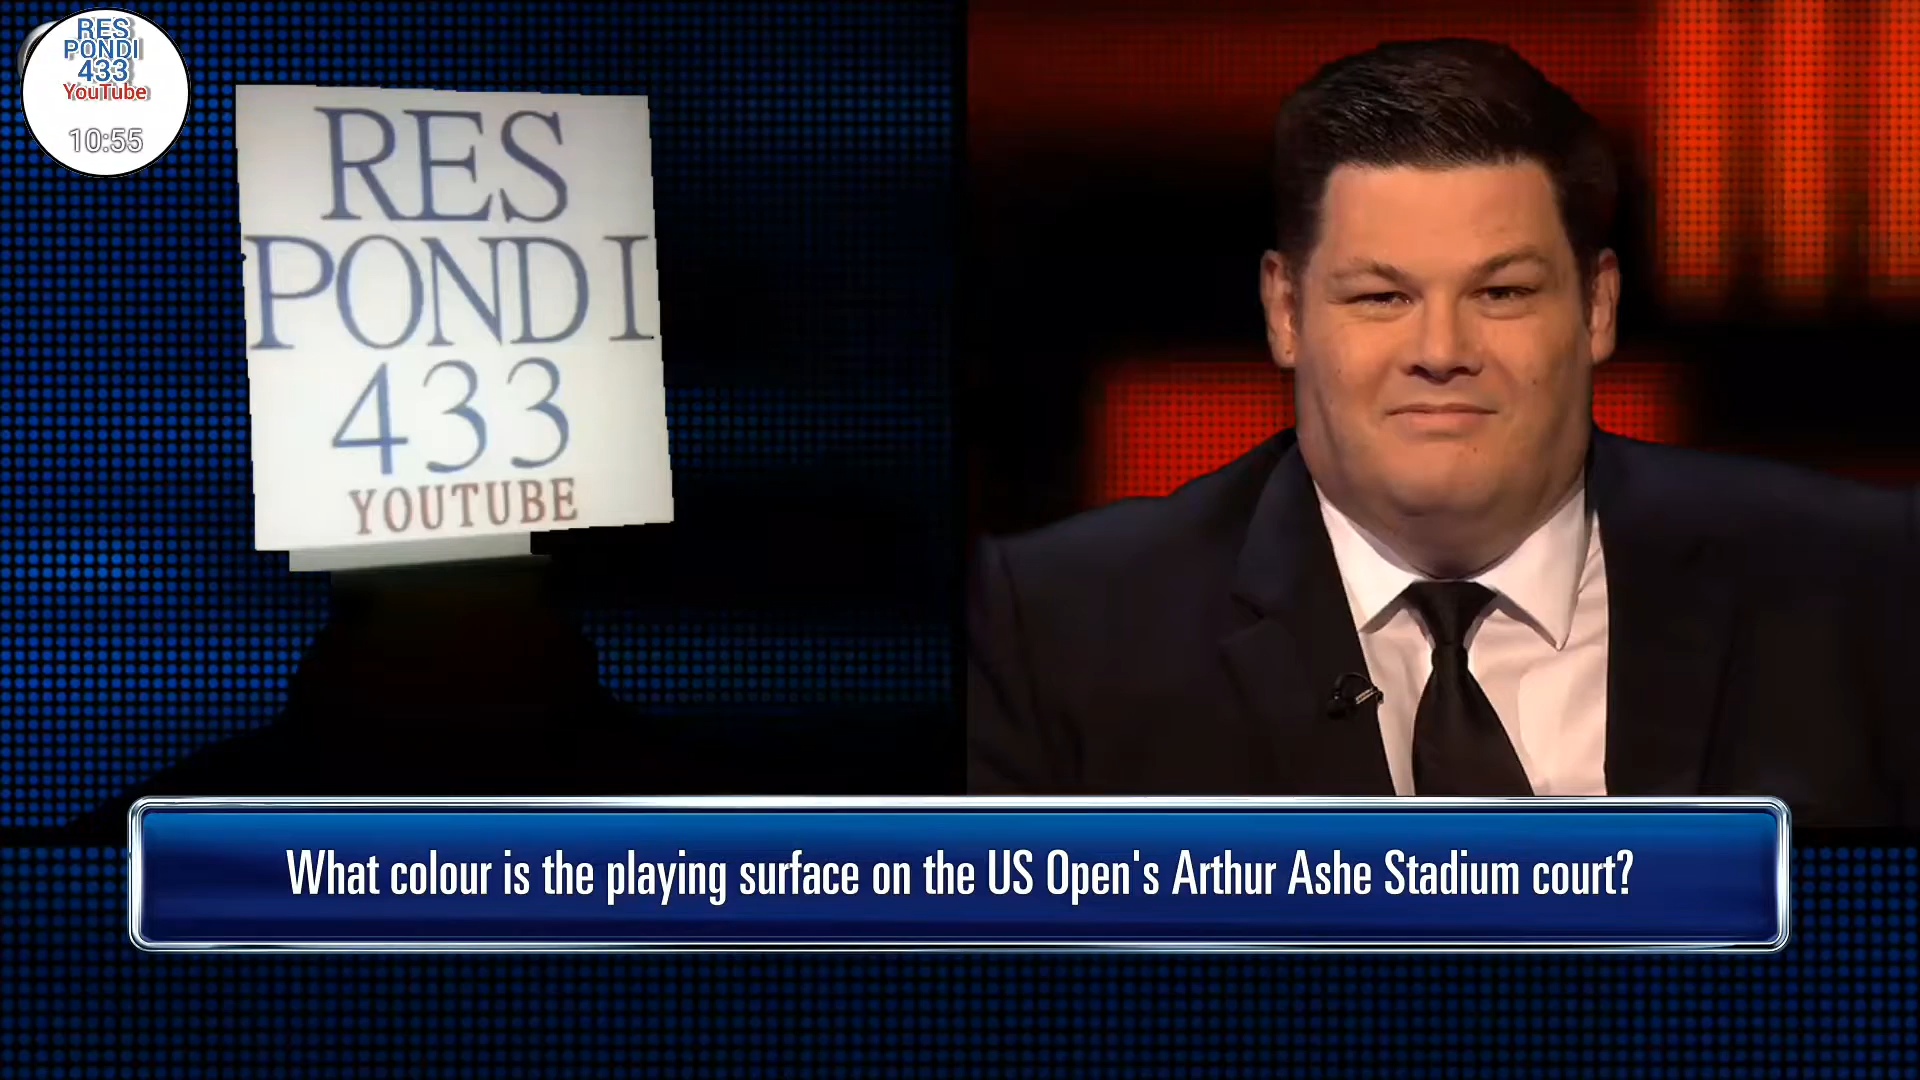 RES
PONDI
433
YouTube
10:55
RES
PONDI
433
YOUTUBE
What colour is the playing surface on the US Open's Arthur Ashe Stadium court?